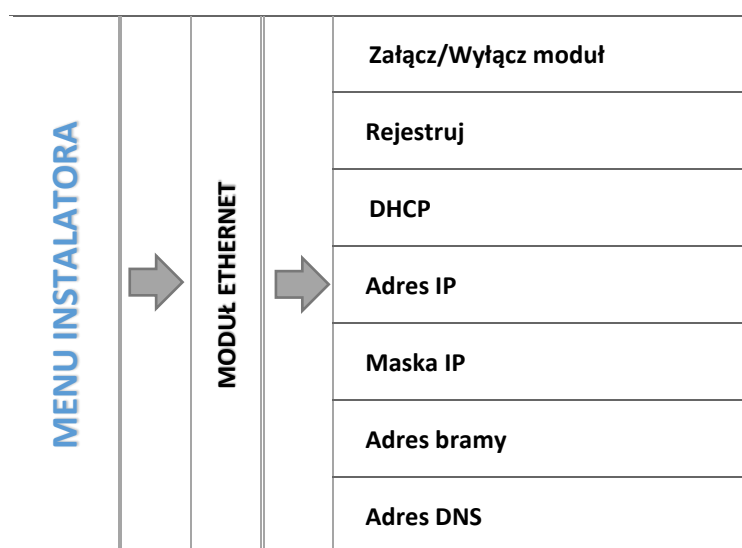 MENU INSTALATORA
MODUŁ ETHERNET
Załącz/Wyłącz moduł
Rejestruj
DHCP
Adres IP
Maska IP
Adres bramy
Adres DNS